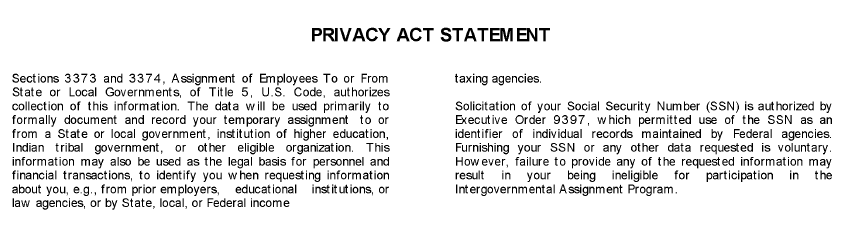 PRIVACY ACT STATEMENT
Sections 3373 and 3374, Assignment of Employees To or From
State or Local Governments, of Title 5, U.S. Code, authorizes
collection of this information. The data will be used primarily to
formally document and record your temporary assignment to or
from a State or local government, institution of higher education,
Indian tribal government, or other eligible organization. This
information may also be used as the legal basis for personnel and
financial transactions, to identify you when requesting information
about you, e.g., from prior employers, educational institutions, or
law agencies, or by State, local, or Federal income
taxing agencies.
Solicitation of your Social Security Number (SSN) is authorized by
Executive Order 9397, which permitted use of the SSN as an
identifier of individual records maintained by Federal agencies.
Furnishing your SSN or any other data requested is voluntary.
However, failure to provide any of the requested information may
result in your being ineligible for participation in the
Intergovernmental Assignment Program.